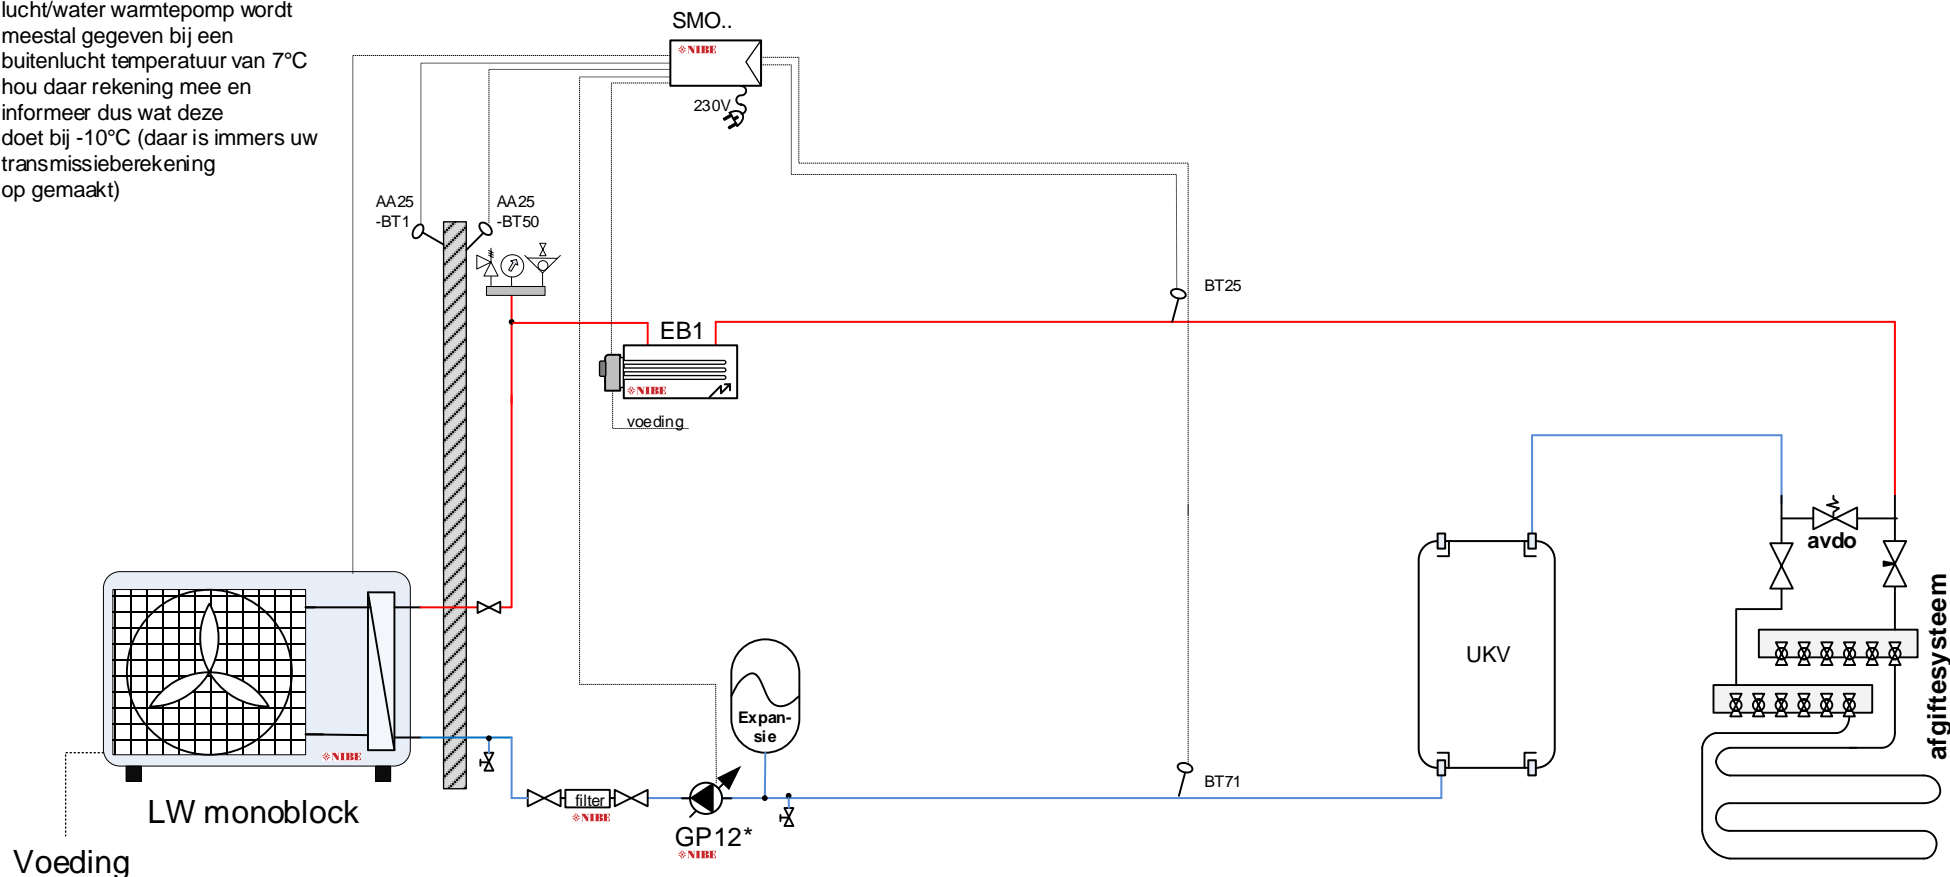 lucht/water warmtepomp wordt
meestal gegeven bij een
buitenlucht temperatuur van 7°C
hou daar rekening mee en
informeer dus wat deze
doet bij -10°C (daar is immers uw
transmissieberekening
op gemaakt)
SMO..
NIBE
230V
AA25
-BT1
AA25
-BT50
BT25
EB1
NIBE
voeding
avdo
afgiftesysteem
UKV
Expan-
sie
NIBE
LW monoblock
Voeding
filter
NIBE
GP12*
NIBE
BT71